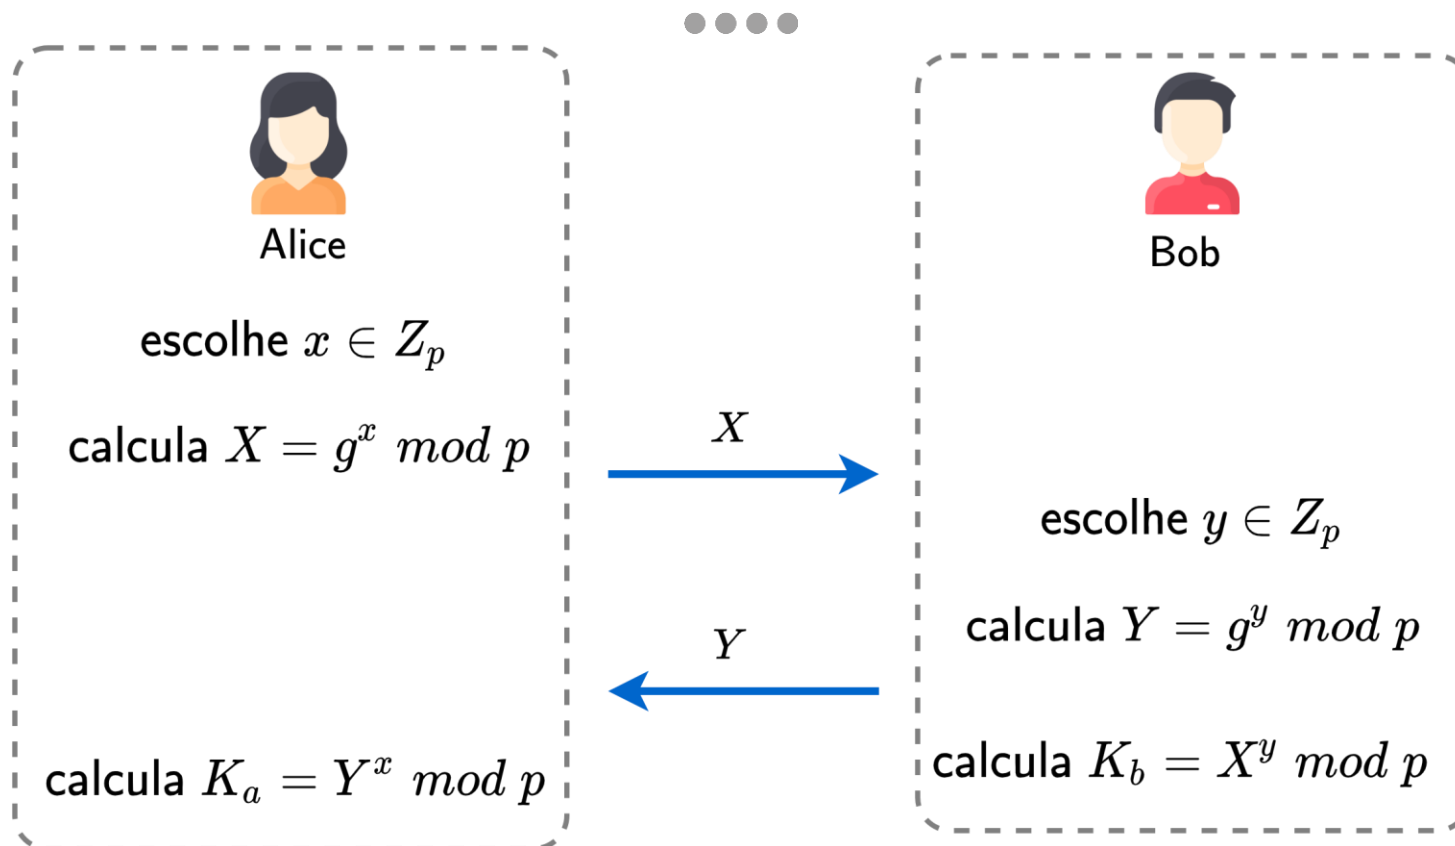 Alice
escolhe x ∈ Z_p
calcula X = g^x mod p
X
Y
calcula K_a = Y^x mod p
Bob
escolhe y ∈ Z_p
calcula Y = g^y mod p
calcula K_b = X^y mod p